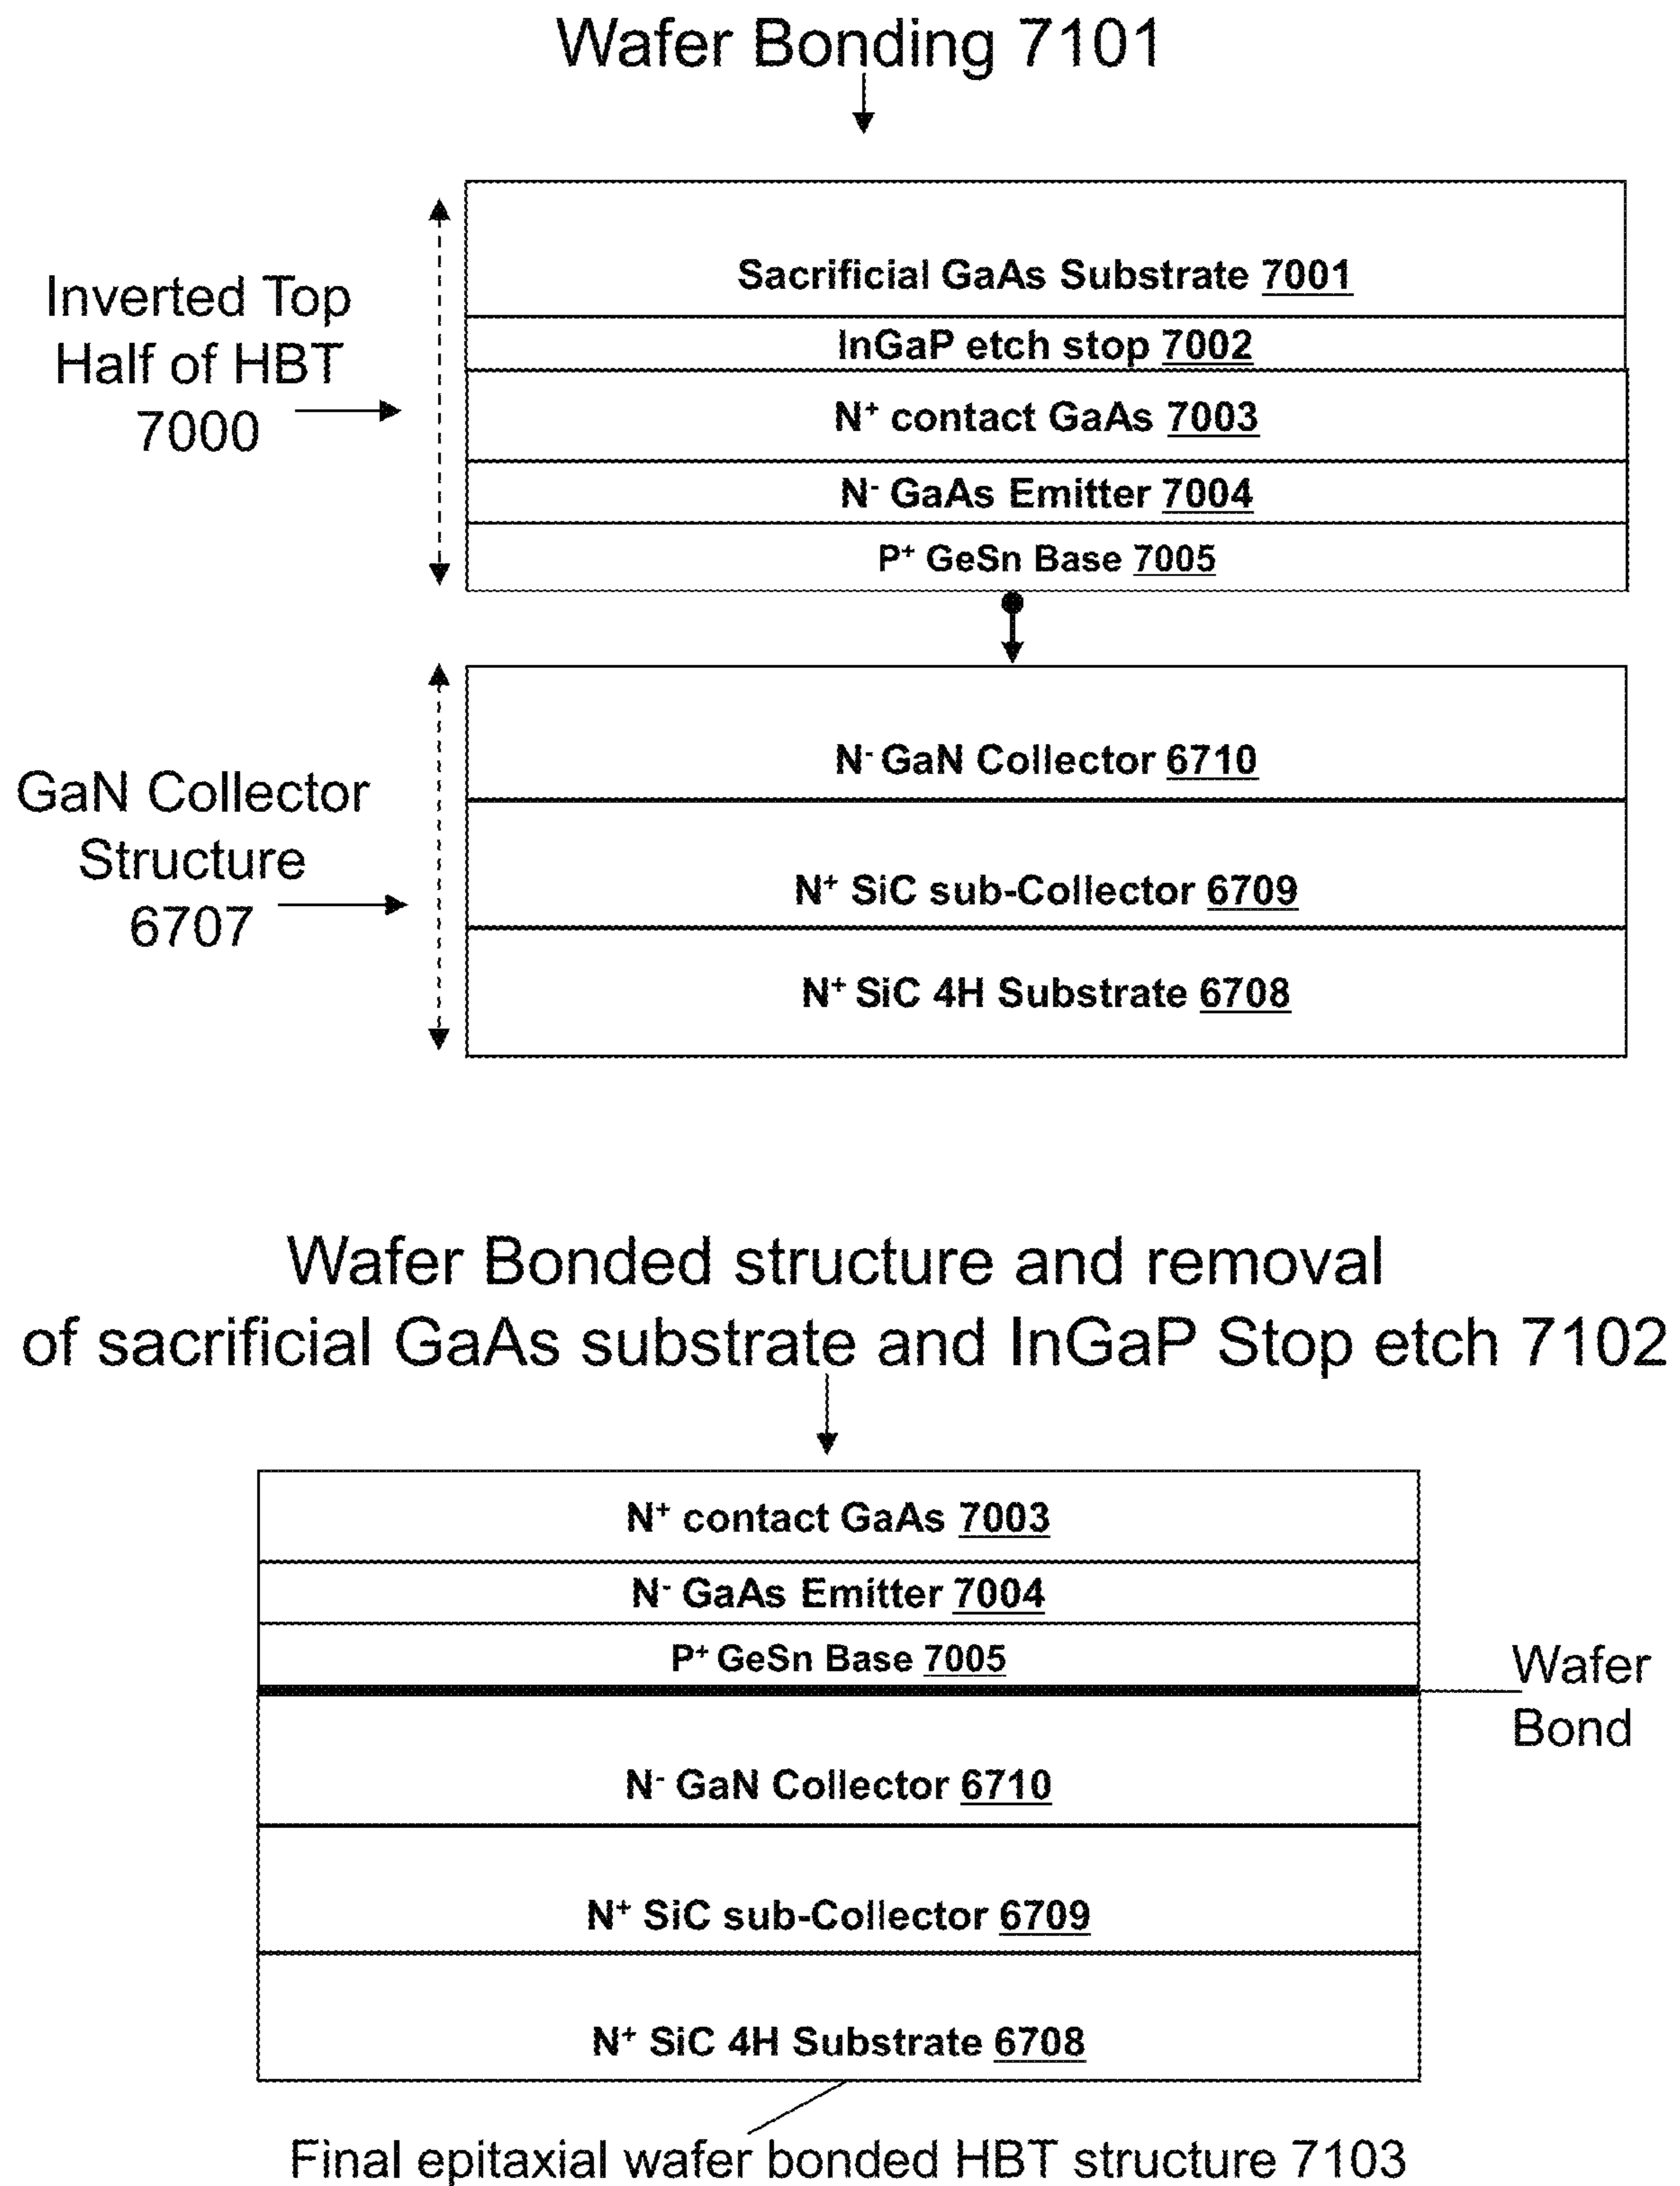 Wafer Bonding 7101
Inverted Top
Half of HBT
7000
Sacrificial GaAs Substrate 7001
InGaP etch stop 7002
N+ contact GaAs 7003
N- GaAs Emitter 7004
P+ GeSn Base 7005
GaN Collector
Structure
6707
N- GaN Collector 6710
N+ SiC sub-Collector 6709
N+ SiC 4H Substrate 6708
Wafer Bonded structure and removal
of sacrificial GaAs substrate and InGaP Stop etch 7102
N+ contact GaAs 7003
N- GaAs Emitter 7004
P+ GeSn Base 7005
Wafer
Bond
N- GaN Collector 6710
N+ SiC sub-Collector 6709
N+ SiC 4H Substrate 6708
Final epitaxial wafer bonded HBT structure 7103